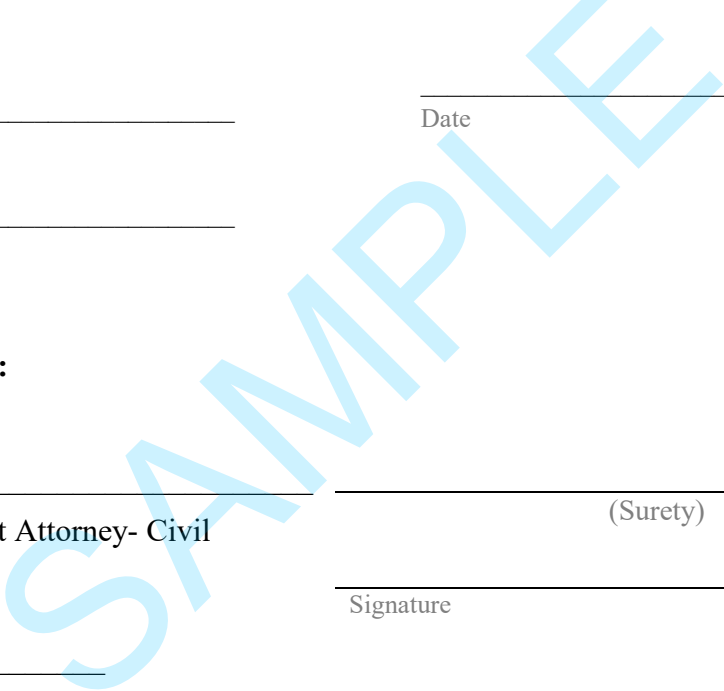 Date
:
(Surety)
t Attorney- Civil
Signature
SAMPLE